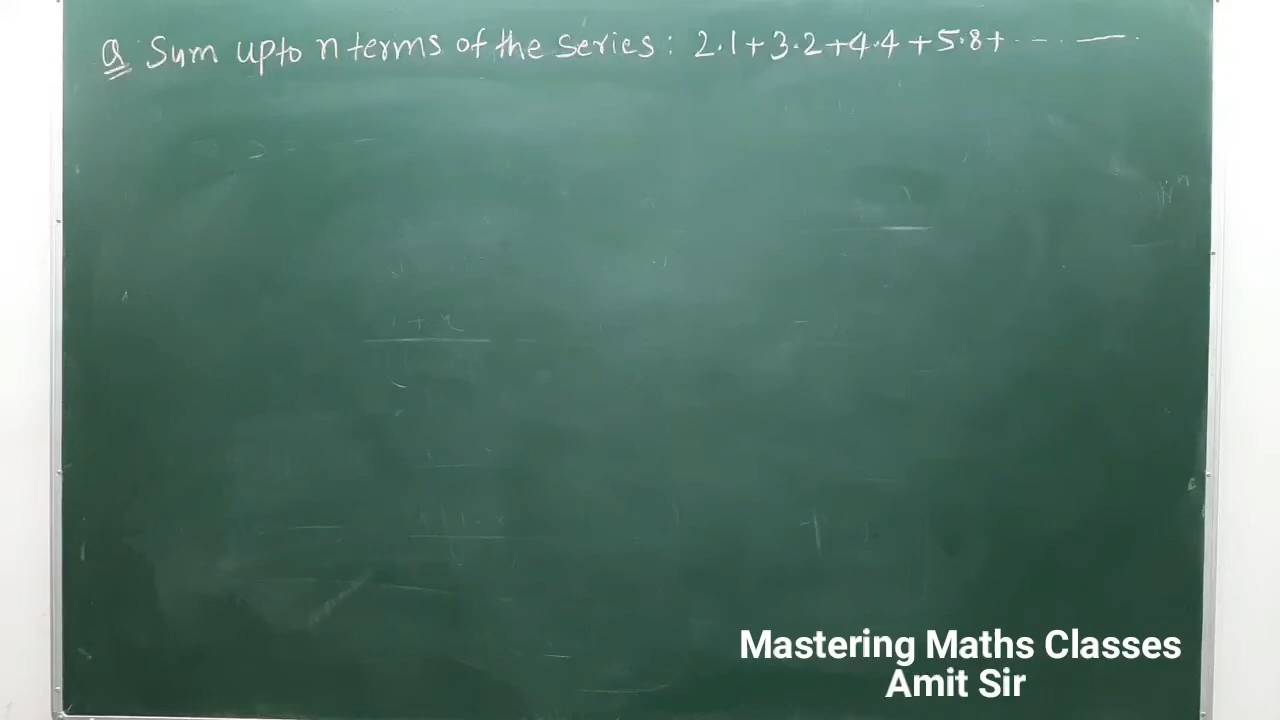 Q. Sum upto n terms of the series: 2.1+3.2+4.4+5.8+.......
Mastering Maths Classes
Amit Sir